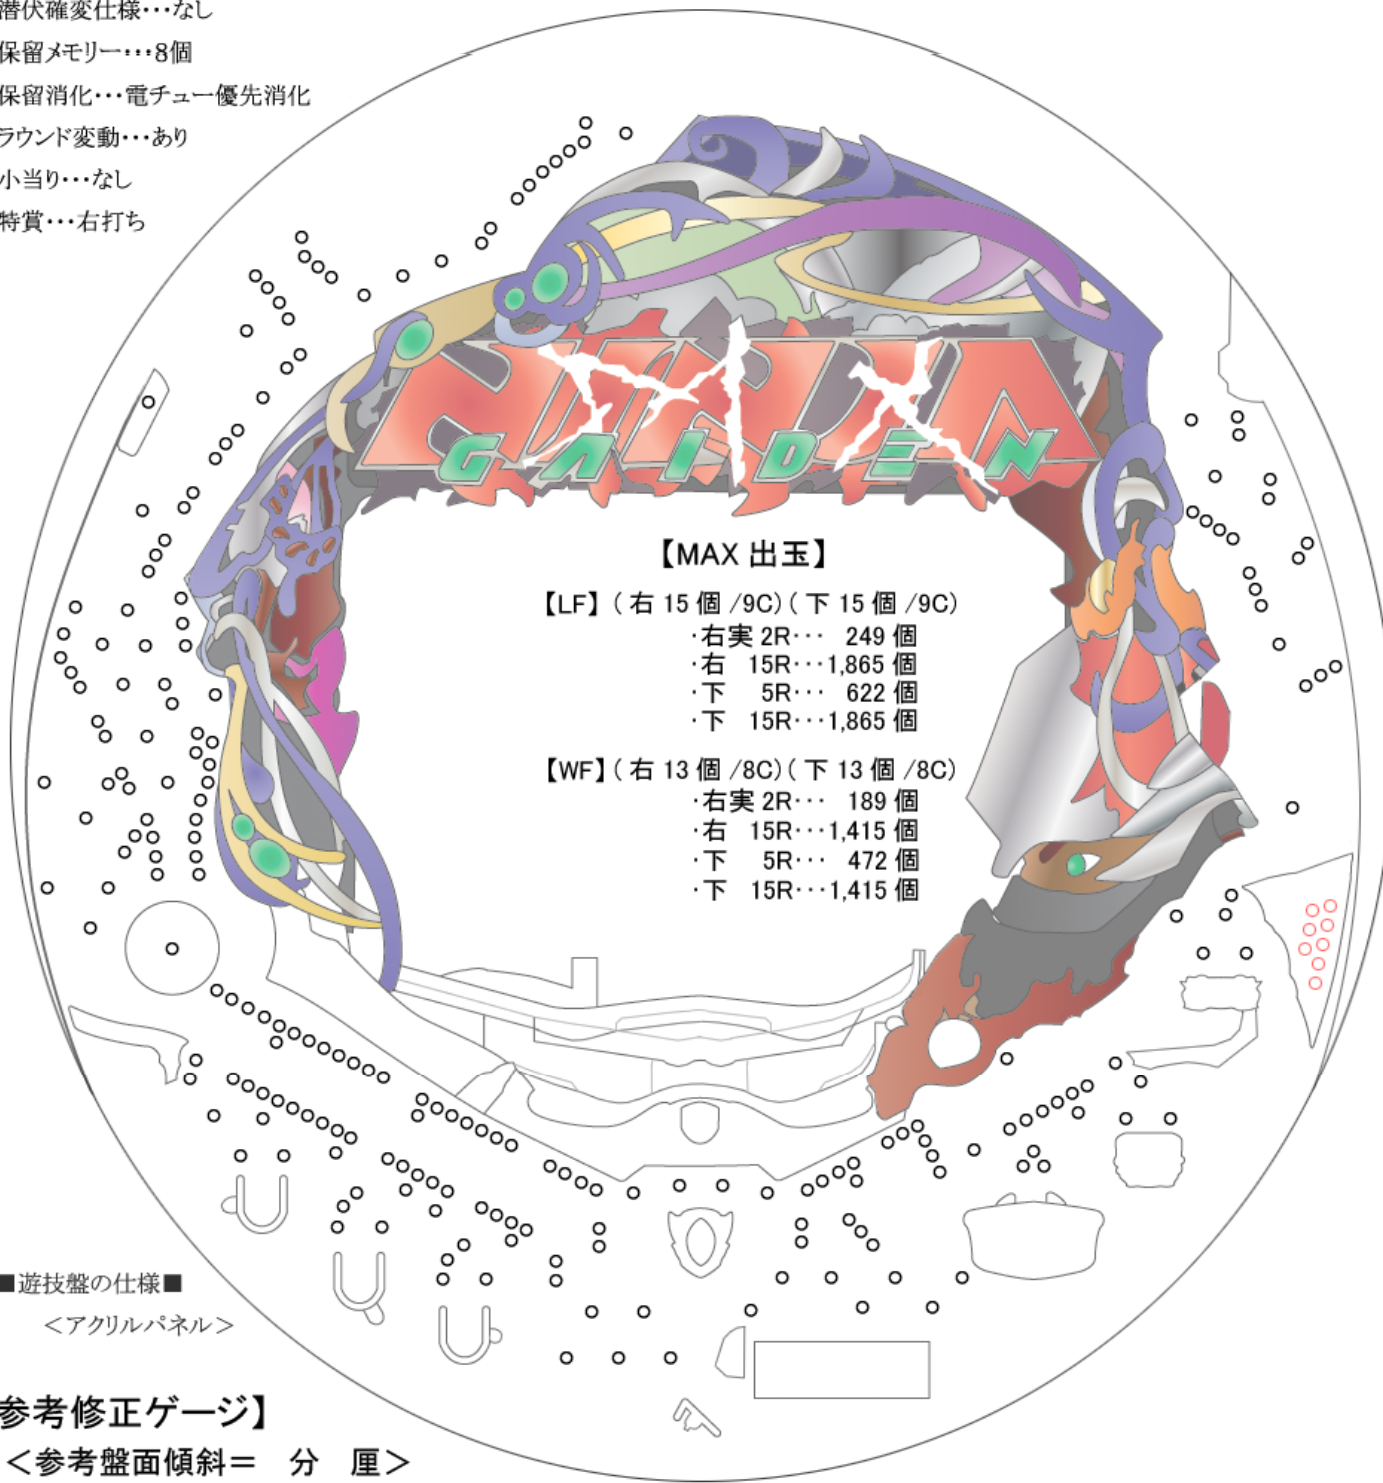 潜伏確変仕様･･･なし
保留メモリー･･･8個
保留消化･･･電チュー優先消化
ラウンド変動･･･あり
小当り･･･なし
特賞･･･右打ち
NINJA
GAIDEN
【MAX 出玉】
【LF】（右 15 個 /9C）（下 15 個 /9C）
・右実 2R･･･ 249 個
・右 15R･･･1,865 個
・下 5R･･･ 622 個
・下 15R･･･1,865 個
【WF】（右 13 個 /8C）（下 13 個 /8C）
・右実 2R･･･ 189 個
・右 15R･･･1,415 個
・下 5R･･･ 472 個
・下 15R･･･1,415 個
■遊技盤の仕様■
＜アクリルパネル＞
参考修正ゲージ】
＜参考盤面傾斜＝　分　厘＞